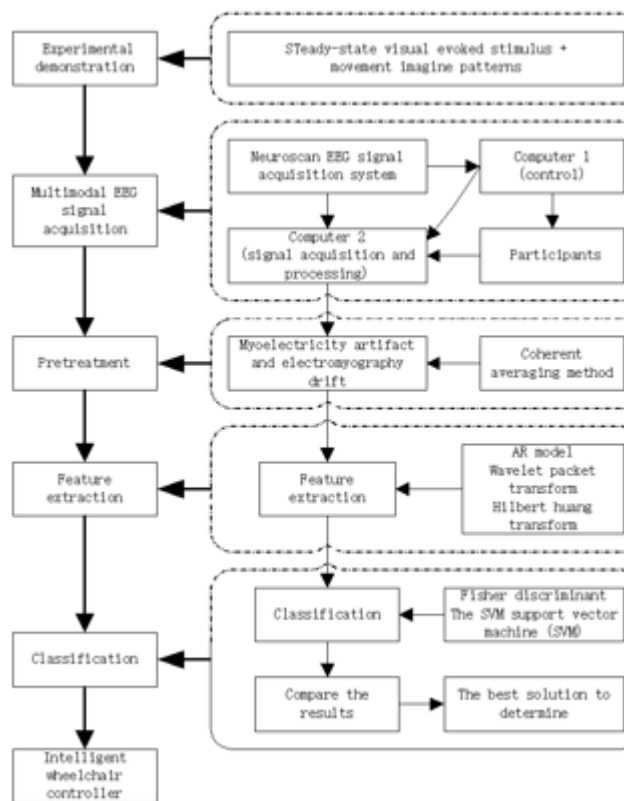 Experimental
demonstration
STeady-state visual evoked stimulus +
movement imagine patterns
Multimodal EEG
signal
acquisition
Neuroscan EEG signal
acquisition system
Computer 1
(control)
Computer 2
(signal acquisition and
processing)
Participants
Pretreatment
Myoelectricity artifact
and electromyography
drift
Coherent
averaging method
Feature
extraction
Feature
extraction
AR model
Wavelet packet
transform
Hilbert huang
transform
Classification
Classification
Fisher discriminant
The SVM support vector
machine (SVM)
Compare the
results
The best solution to
determine
Intelligent
wheelchair
controller